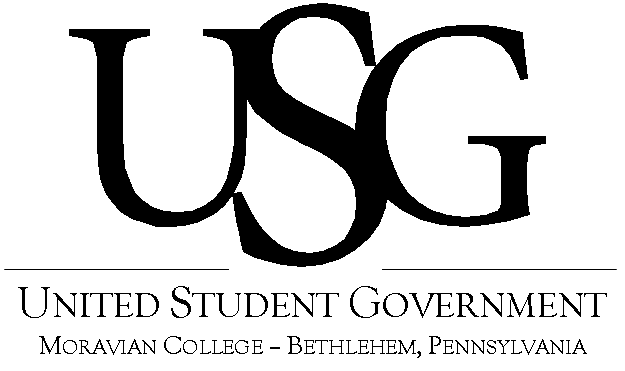 USG
United Student Government
Moravian College – Bethlehem, Pennsylvania